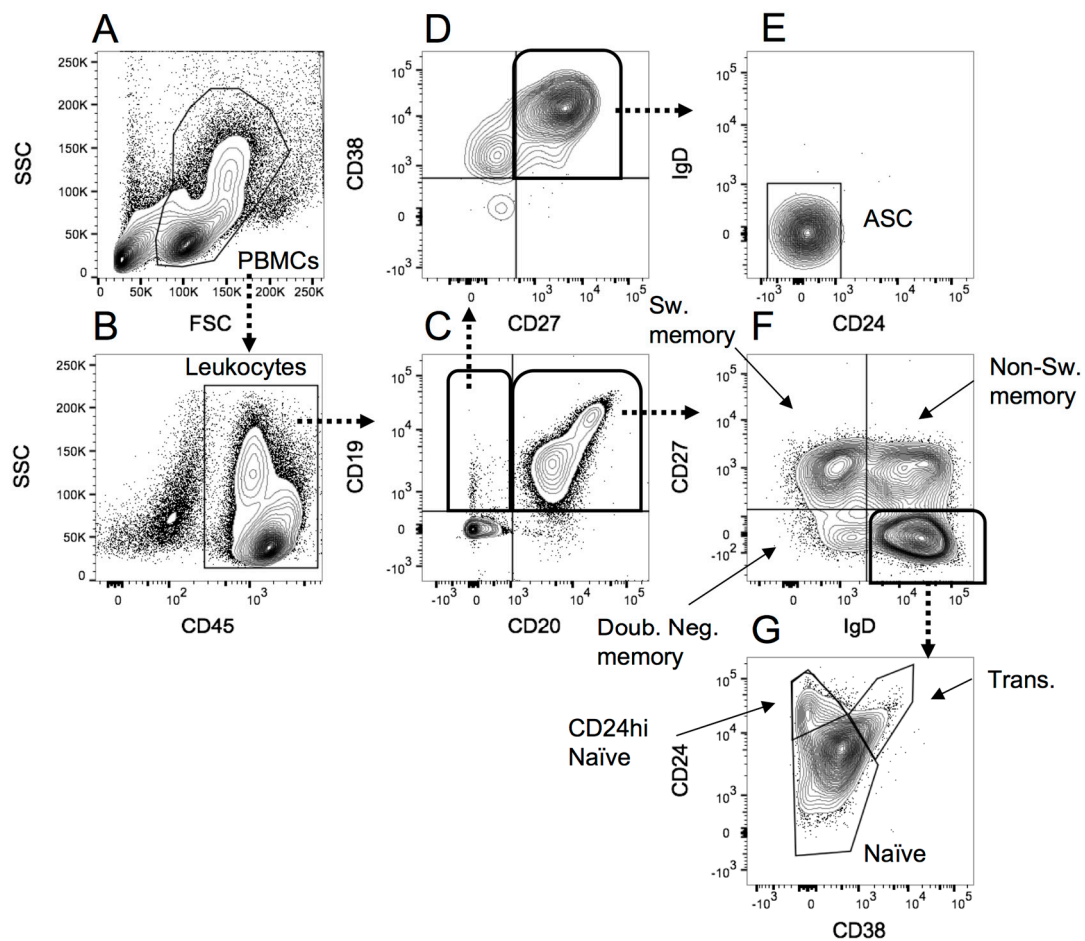 A
250K
200K
150K
100K
50K
0
SSC
0 50K 100K 150K 200K 250K
FSC
PBMCs
D
10^5
10^4
10^3
0
-10^3
CD38
10^3 10^4 10^5
CD27
E
10^5
10^4
10^3
0
IgD
ASC
-10^3 0 10^3 10^4 10^5
CD24
B
Leukocytes
250K
200K
150K
100K
50K
0
SSC
0 10^2 10^3
CD45
C
10^5
10^4
10^3
0
-10^3
CD19
-10^3 0 10^3 10^4 10^5
CD20
Sw.
memory
F
Non-Sw.
memory
10^5
10^4
10^3
0
-10^2
CD27
0 10^3 10^4 10^5
IgD
Doub. Neg.
memory
G
Trans.
CD24hi
Naïve
10^5
10^4
10^3
0
-10^3
CD24
Naïve
0 10^3 10^4 10^5
CD38